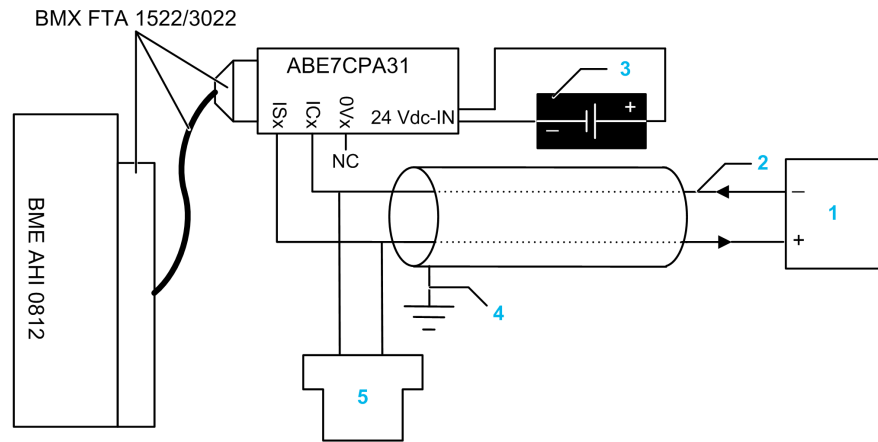 BMX FTA 1522/3022
ABE7CPA31
ISx
ICx
0Vx
24 Vdc-IN
NC
3
+
−
2
1
−
+
BME AHI 0812
4
5